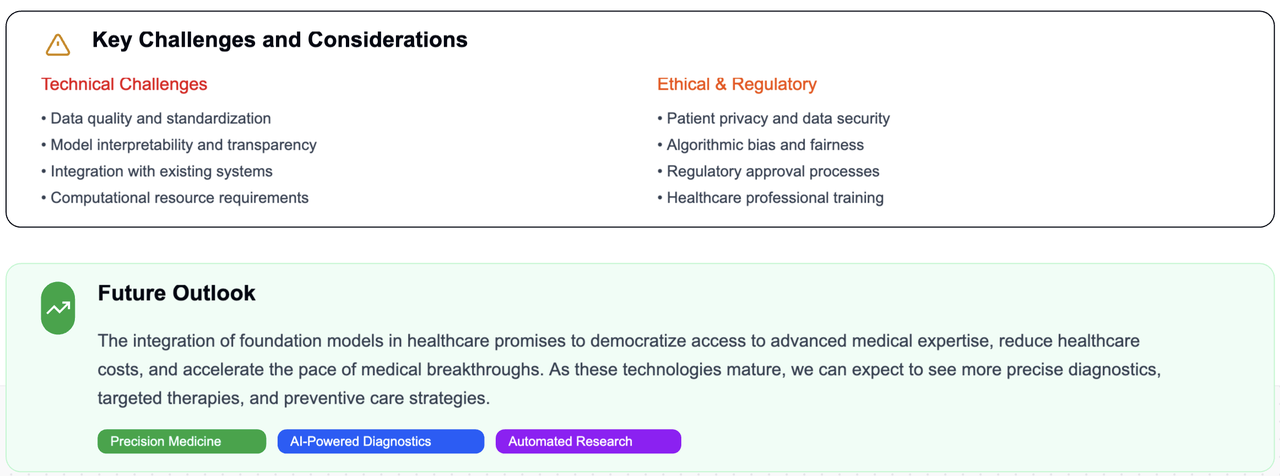 Key Challenges and Considerations
Technical Challenges
• Data quality and standardization
• Model interpretability and transparency
• Integration with existing systems
• Computational resource requirements
Ethical & Regulatory
• Patient privacy and data security
• Algorithmic bias and fairness
• Regulatory approval processes
• Healthcare professional training
Future Outlook
The integration of foundation models in healthcare promises to democratize access to advanced medical expertise, reduce healthcare
costs, and accelerate the pace of medical breakthroughs. As these technologies mature, we can expect to see more precise diagnostics,
targeted therapies, and preventive care strategies.
Precision Medicine
AI-Powered Diagnostics
Automated Research